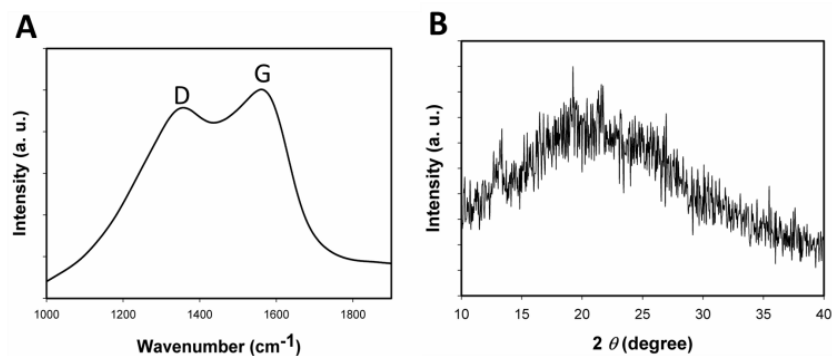 A
D
G
Intensity (a. u.)
1000 1200 1400 1600 1800
Wavenumber (cm-1)
B
Intensity (a. u.)
10 15 20 25 30 35 40
2 θ (degree)